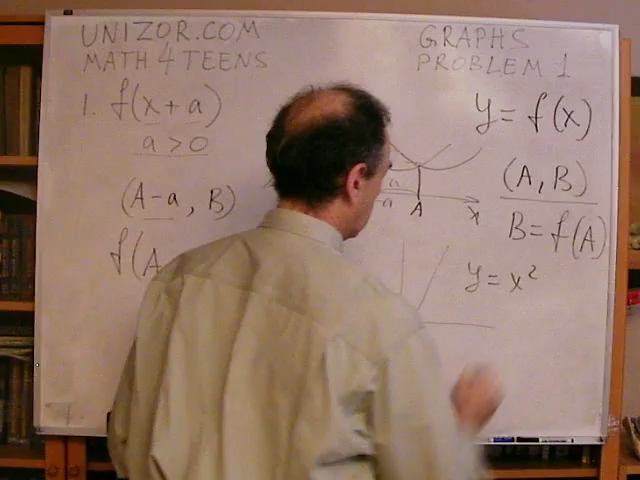 UNIZOR.COM
MATH 4 TEENS
GRAPHS
PROBLEM 1
1. f(x + a)
a > 0
(A-a, B)
f(A
y = f(x)
(A, B)
B = f(A)
y = x²
a
a
A
x